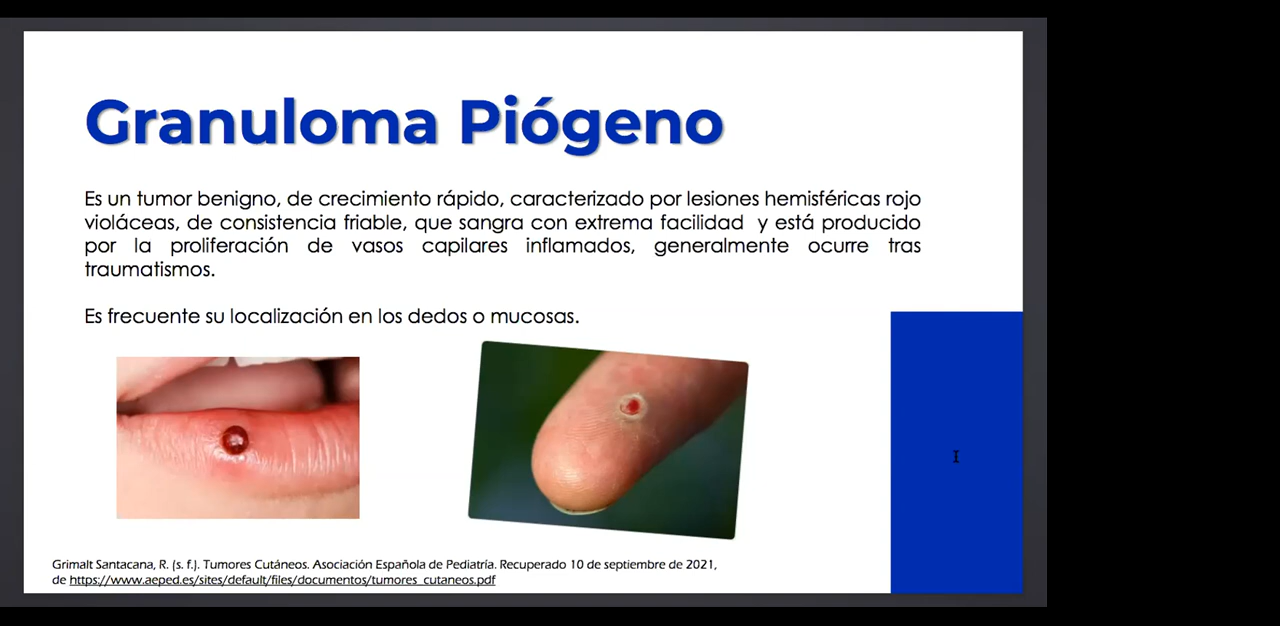 Granuloma Piógeno
Es un tumor benigno, de crecimiento rápido, caracterizado por lesiones hemisféricas rojo
violáceas, de consistencia friable, que sangra con extrema facilidad y está producido
por la proliferación de vasos capilares inflamados, generalmente ocurre tras
traumatismos.
Es frecuente su localización en los dedos o mucosas.
Grimalt Santacana, R. (s. f.). Tumores Cutáneos. Asociación Española de Pediatría. Recuperado 10 de septiembre de 2021,
de https://www.aeped.es/sites/default/files/documentos/tumores_cutaneos.pdf